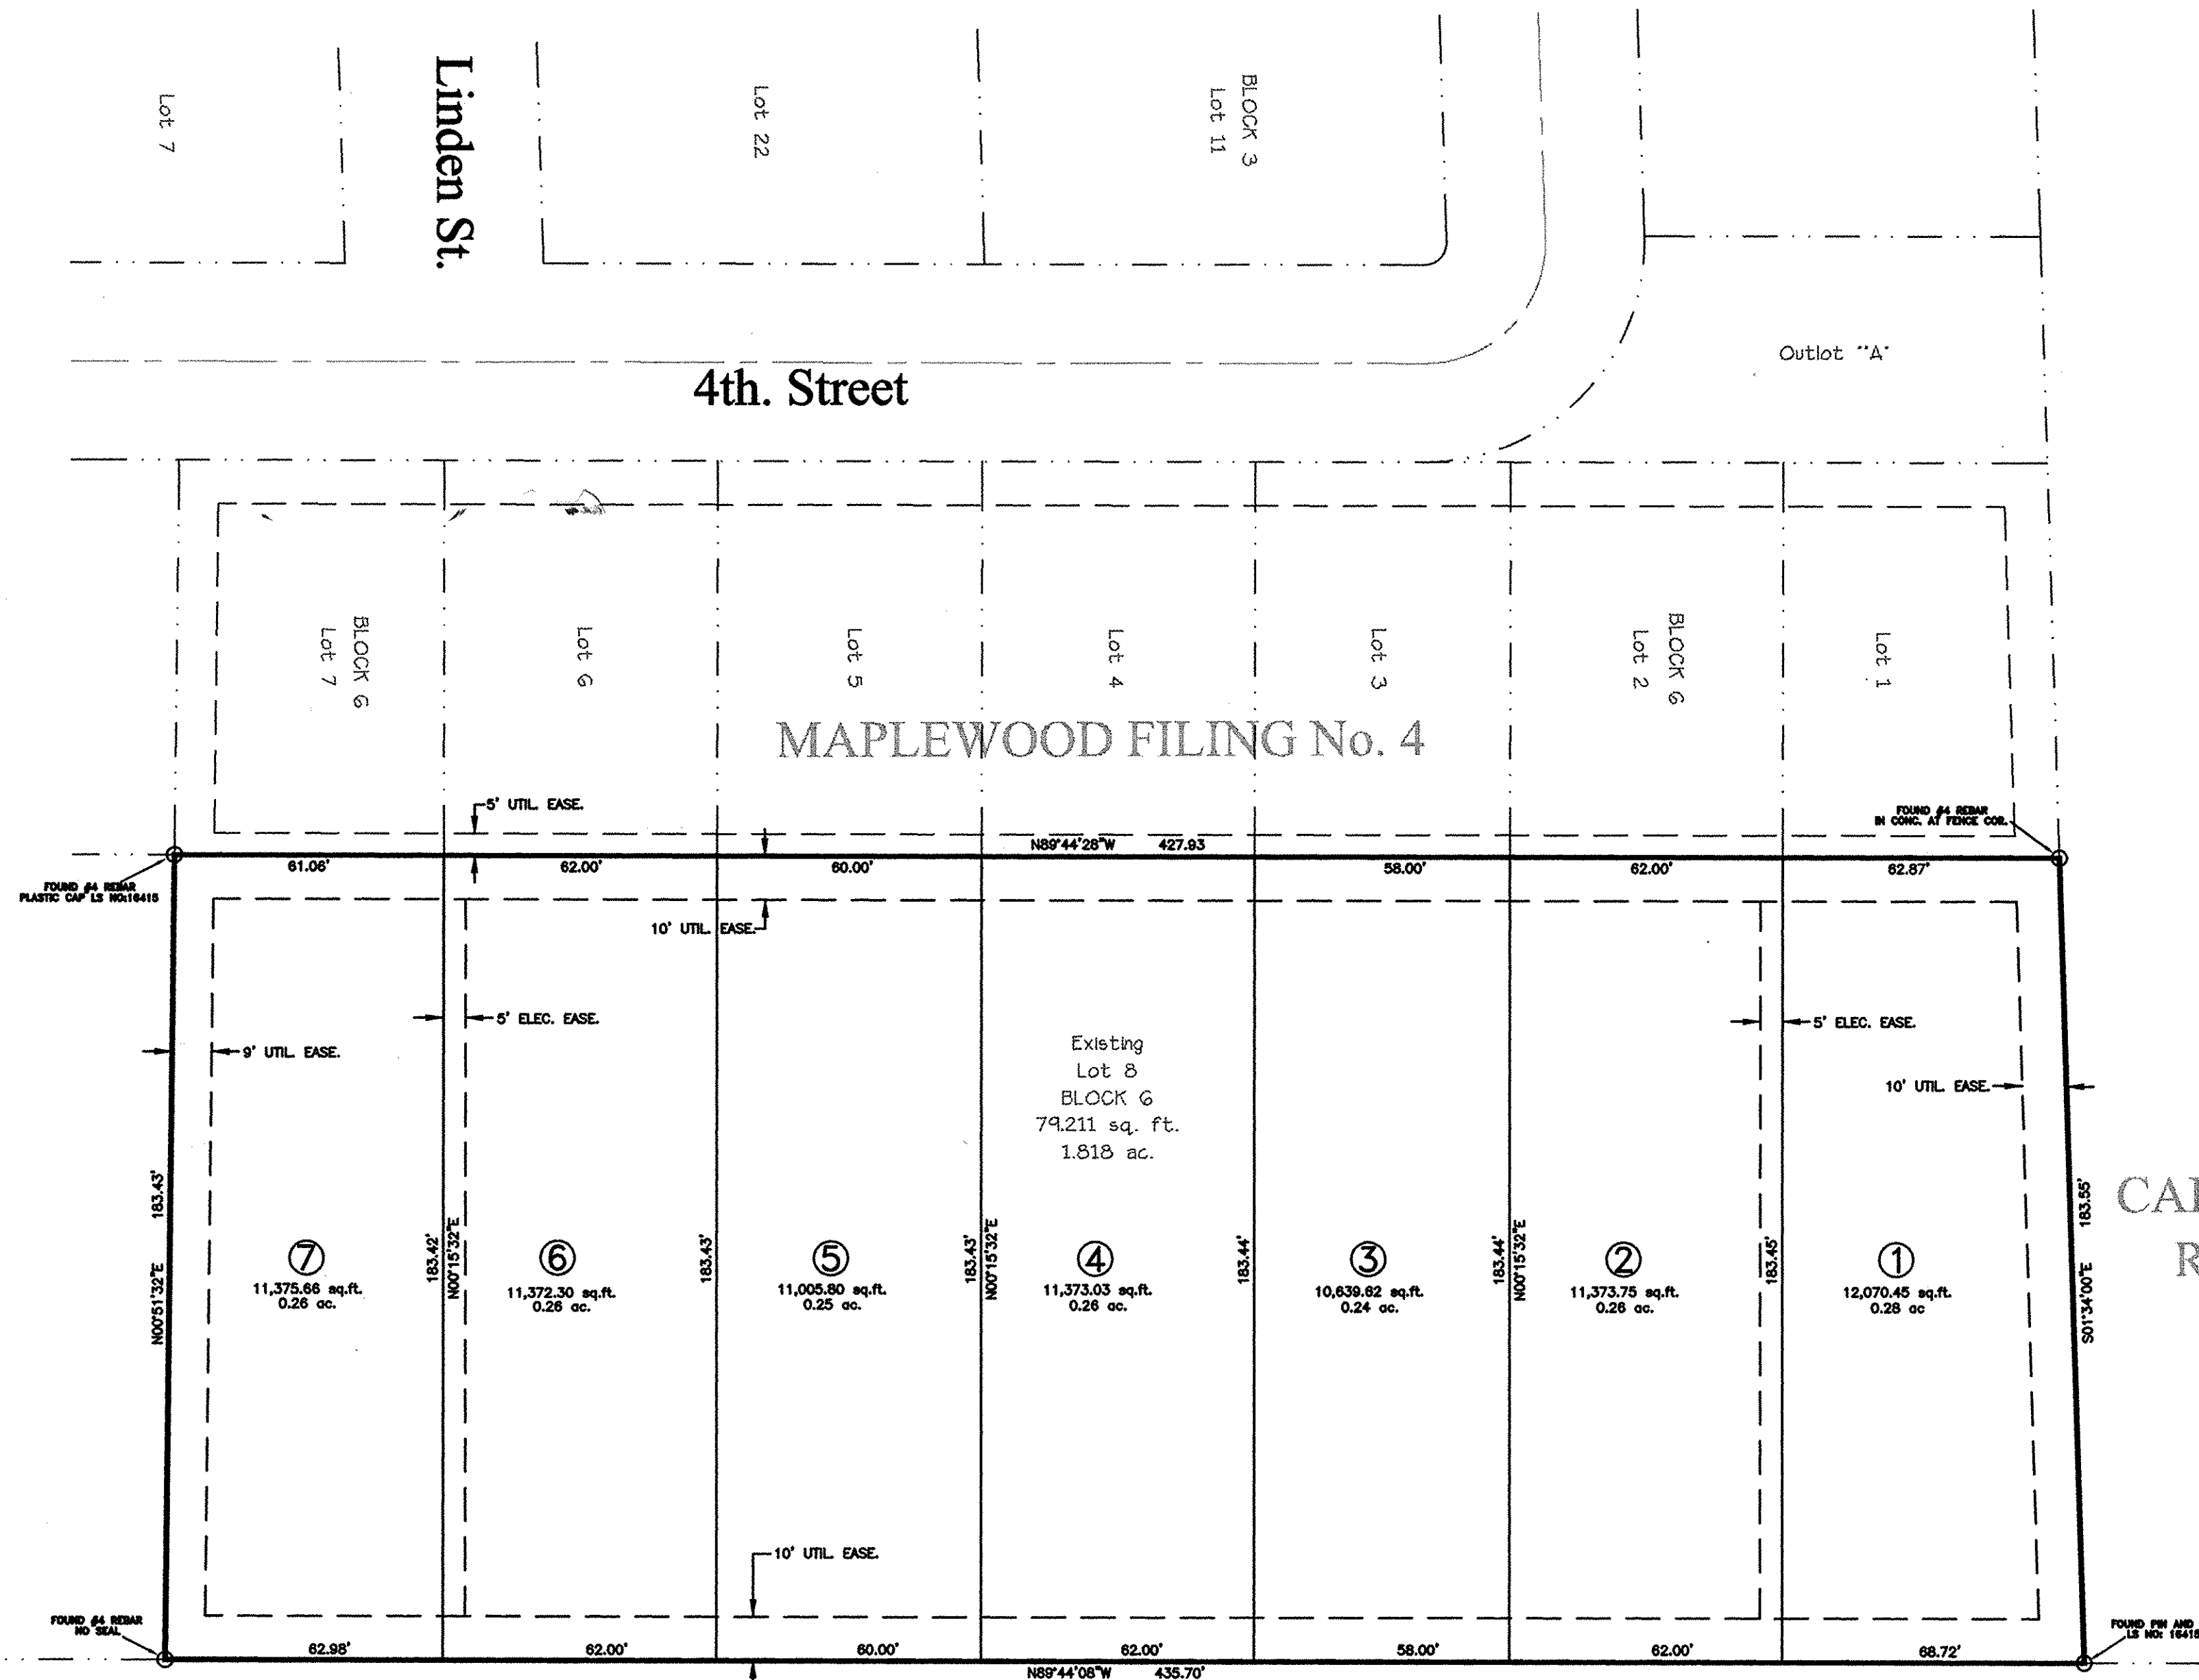 Lot 7
Linden St.
Lot 22
BLOCK 3
Lot 11
4th. Street
Outlot "A"
BLOCK 6
Lot 7
Lot 6
Lot 5
Lot 4
Lot 3
BLOCK 6
Lot 2
Lot 1
MAPLEWOOD FILING No. 4
5' UTIL. EASE.
FOUND #4 REBAR
IN CONC. AT FENCE COR.
N89°44'28"W 427.93
61.06'
62.00'
60.00'
58.00'
62.00'
62.87'
FOUND #4 REBAR
PLASTIC CAP LS NO:16415
10' UTIL. EASE.
5' ELEC. EASE.
5' ELEC. EASE.
9' UTIL. EASE.
10' UTIL. EASE.
Existing
Lot 8
BLOCK 6
79.211 sq. ft.
1.818 ac.
N00°51'32"E 183.43'
183.42'
N00°15'32"E
183.43'
183.43'
N00°15'32"E
183.44'
183.44'
N00°15'32"E
183.45'
S01°34'00"E 183.55'
CA
R
7
11,375.66 sq.ft.
0.26 ac.
6
11,372.30 sq.ft.
0.26 ac.
5
11,005.80 sq.ft.
0.25 ac.
4
11,373.03 sq.ft.
0.26 ac.
3
10,639.62 sq.ft.
0.24 ac.
2
11,373.75 sq.ft.
0.26 ac.
1
12,070.45 sq.ft.
0.28 ac
10' UTIL. EASE.
FOUND #4 REBAR
NO SEAL
FOUND PIN AND
LS NO: 16415
62.98'
62.00'
60.00'
62.00'
58.00'
62.00'
68.72'
N89°44'08"W 435.70'